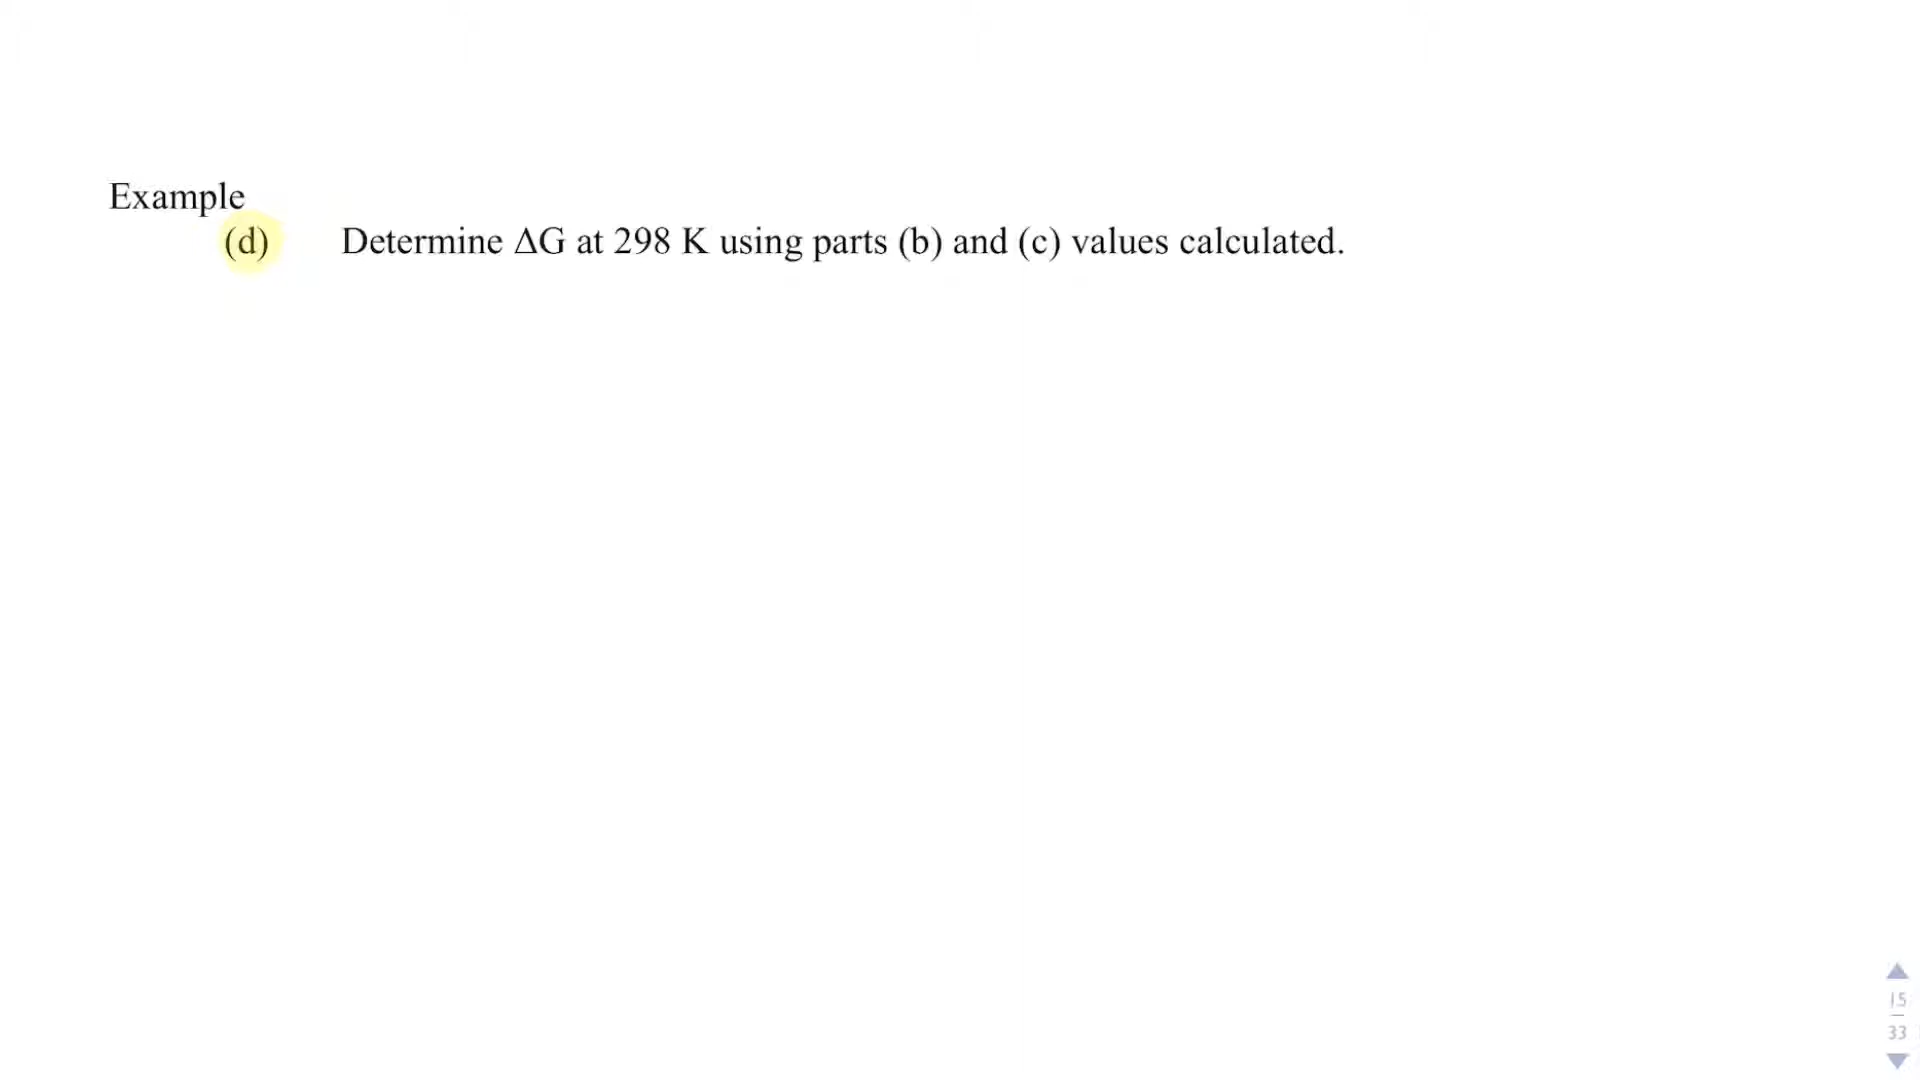 Example
(d) Determine ΔG at 298 K using parts (b) and (c) values calculated.
15
33